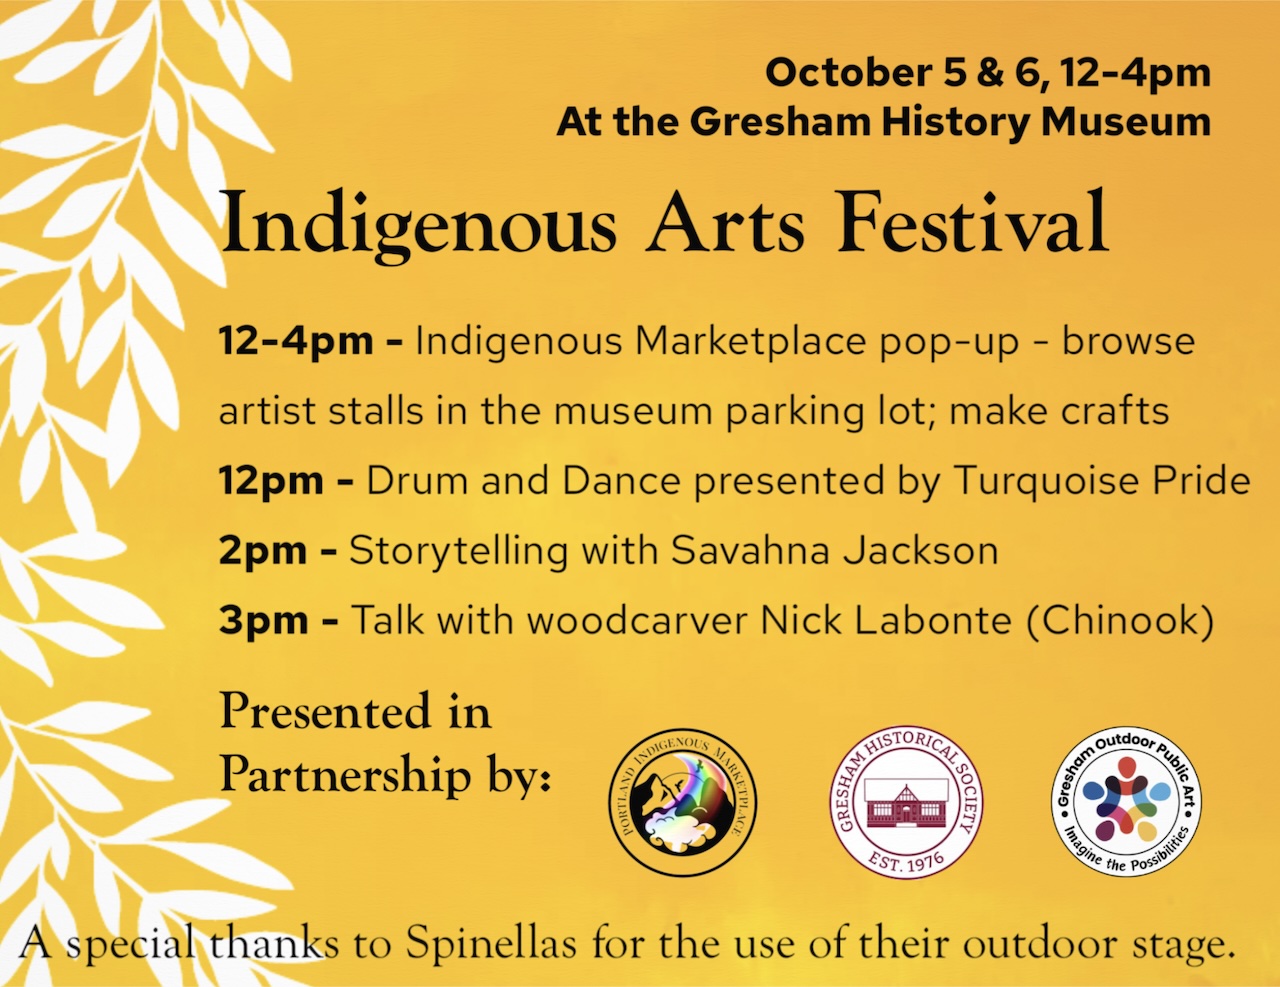 October 5 & 6, 12-4pm
At the Gresham History Museum
Indigenous Arts Festival
12-4pm - Indigenous Marketplace pop-up - browse
artist stalls in the museum parking lot; make crafts
12pm - Drum and Dance presented by Turquoise Pride
2pm - Storytelling with Savahna Jackson
3pm - Talk with woodcarver Nick Labonte (Chinook)
Presented in
Partnership by:
PORTLAND INDIGENOUS MARKETPLACE
GRESHAM HISTORICAL SOCIETY
EST. 1976
• Gresham Outdoor Public Art •
Imagine the Possibilities
A special thanks to Spinellas for the use of their outdoor stage.